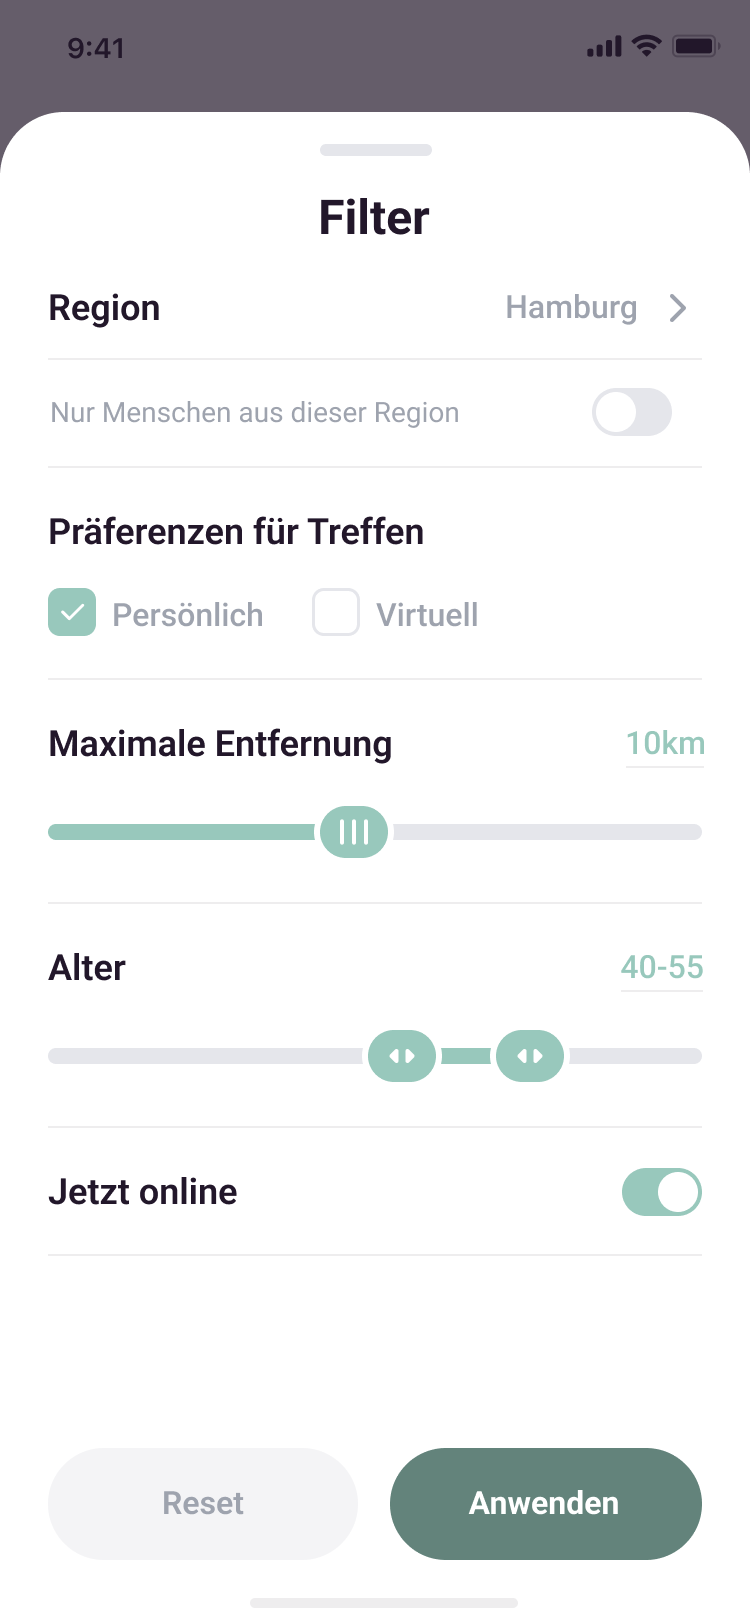 9:41
Filter
Region
Hamburg
Nur Menschen aus dieser Region
Präferenzen für Treffen
Persönlich
Virtuell
Maximale Entfernung
10km
Alter
40-55
Jetzt online
Reset
Anwenden